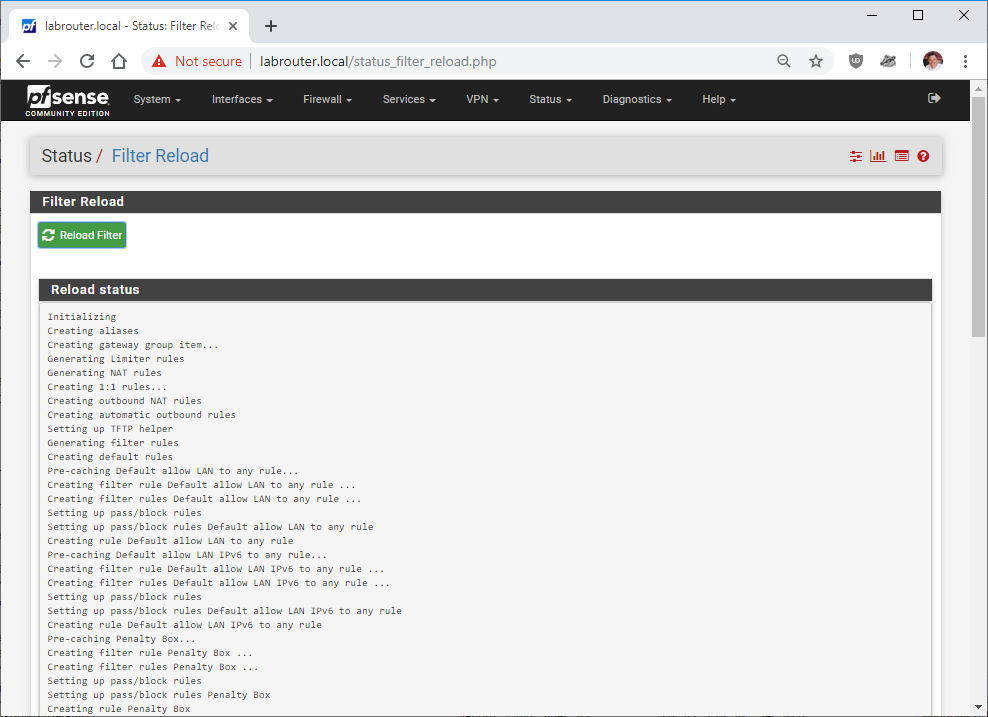 labrouter.local - Status: Filter Relo
Not secure
labrouter.local/status_filter_reload.php
pfsense
COMMUNITY EDITION
System
Interfaces
Firewall
Services
VPN
Status
Diagnostics
Help
Status / Filter Reload
Filter Reload
Reload Filter
Reload status
Initializing
Creating aliases
Creating gateway group item...
Generating Limiter rules
Generating NAT rules
Creating 1:1 rules...
Creating outbound NAT rules
Creating automatic outbound rules
Setting up TFTP helper
Generating filter rules
Creating default rules
Pre-caching Default allow LAN to any rule...
Creating filter rule Default allow LAN to any rule ...
Creating filter rules Default allow LAN to any rule ...
Setting up pass/block rules
Setting up pass/block rules Default allow LAN to any rule
Creating rule Default allow LAN to any rule
Pre-caching Default allow LAN IPv6 to any rule...
Creating filter rule Default allow LAN IPv6 to any rule ...
Creating filter rules Default allow LAN IPv6 to any rule ...
Setting up pass/block rules
Setting up pass/block rules Default allow LAN IPv6 to any rule
Creating rule Default allow LAN IPv6 to any rule
Pre-caching Penalty Box...
Creating filter rule Penalty Box ...
Creating filter rules Penalty Box ...
Setting up pass/block rules
Setting up pass/block rules Penalty Box
Creating rule Penalty Box